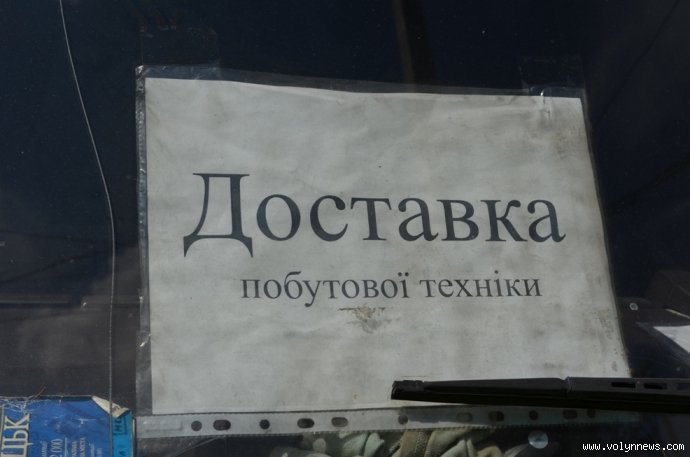 Доставка
побутової техніки
www.volynnews.com